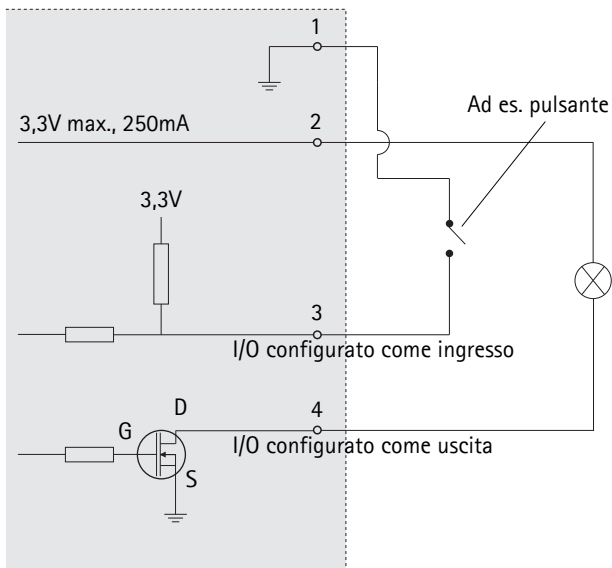 1
Ad es. pulsante
3,3V max., 250mA
2
3,3V
3
I/O configurato come ingresso
D
4
G
I/O configurato come uscita
S